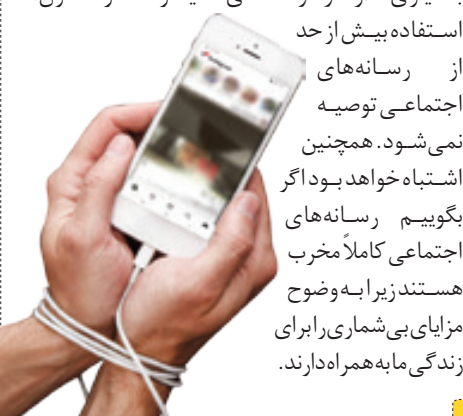 استفاده بیش از حد
از رسانه‌های
اجتماعی توصیه
نمی‌شود. همچنین
اشتباه خواهد بود اگر
بگوییم رسانه‌های
اجتماعی کاملاً مخرب
هستند زیرا به وضوح
مزایای بی‌شماری را برای
زندگی ما به همراه دارند.